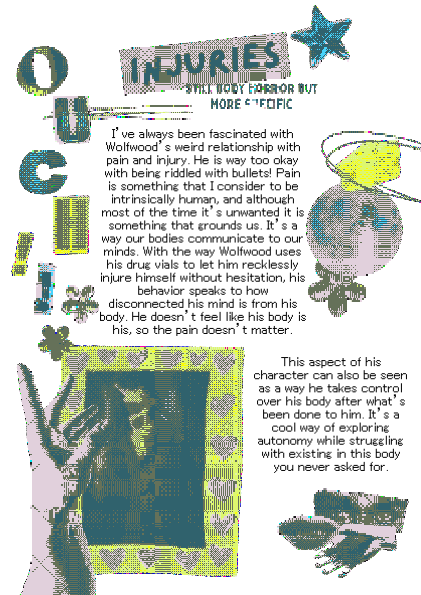 OUCH!
INJURIES
STILL BODY HORROR BUT
MORE SPECIFIC
I've always been fascinated with
Wolfwood's weird relationship with
pain and injury. He is way too okay
with being riddled with bullets! Pain
is something that I consider to be
intrinsically human, and although
most of the time it's unwanted it is
something that grounds us. It's a
way our bodies communicate to our
minds. With the way Wolfwood uses
his drug vials to let him recklessly
injure himself without hesitation, his
behavior speaks to how
disconnected his mind is from his
body. He doesn't feel like his body is
his, so the pain doesn't matter.
This aspect of his
character can also be seen
as a way he takes control
over his body after what's
been done to him. It's a
cool way of exploring
autonomy while struggling
with existing in this body
you never asked for.